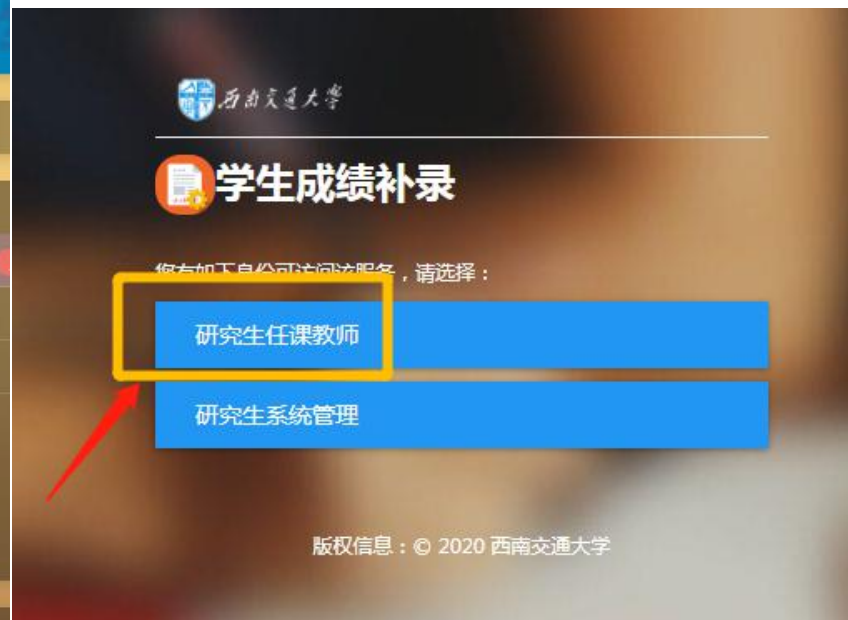 西南交通大学
学生成绩补录
您有如下身份可访问该服务，请选择：
研究生任课教师
研究生系统管理
版权信息：© 2020 西南交通大学